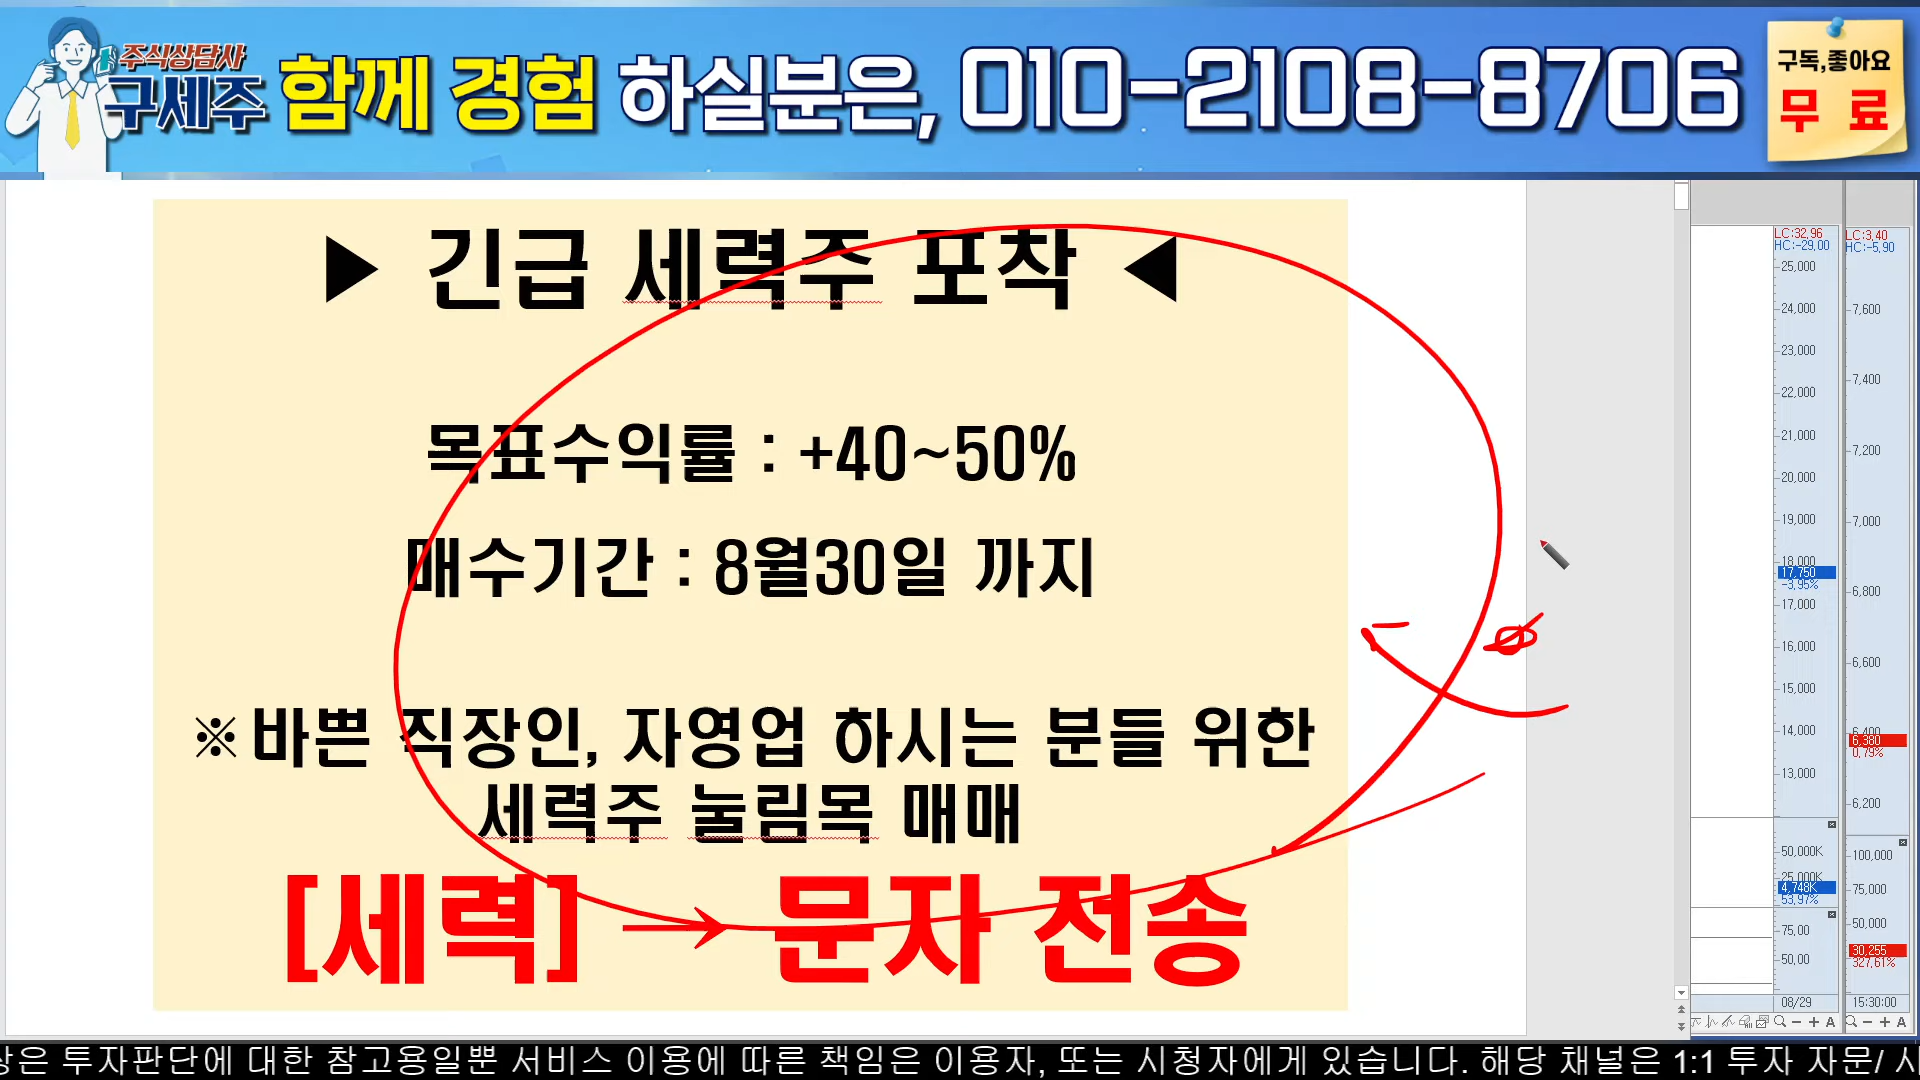 주식상담사
구세주 함께 경험 하실분은, 010-2108-8706
구독,좋아요
무 료
▶ 긴급 세력주 포착 ◀
목표수익률 : +40~50%
매수기간 : 8월30일 까지
※바쁜 직장인, 자영업 하시는 분들 위한
세력주 눌림목 매매
[세력] → 문자 전송
LC:32,96
HC:-29,00
25,000
24,000
23,000
22,000
21,000
20,000
19,000
18,000
17,750
-3,95%
17,000
16,000
15,000
14,000
13,000
50,000K
25,000K
4,748K
53,97%
75,00
50,00
08/29
A
LC:3,40
HC:-5,90
7,600
7,400
7,200
7,000
6,800
6,600
6,400
6,380
0,79%
6,200
100,000
75,000
50,000
30,255
327,61%
15:30:00
A
상은 투자판단에 대한 참고용일뿐 서비스 이용에 따른 책임은 이용자, 또는 시청자에게 있습니다. 해당 채널은 1:1 투자 자문/ 시